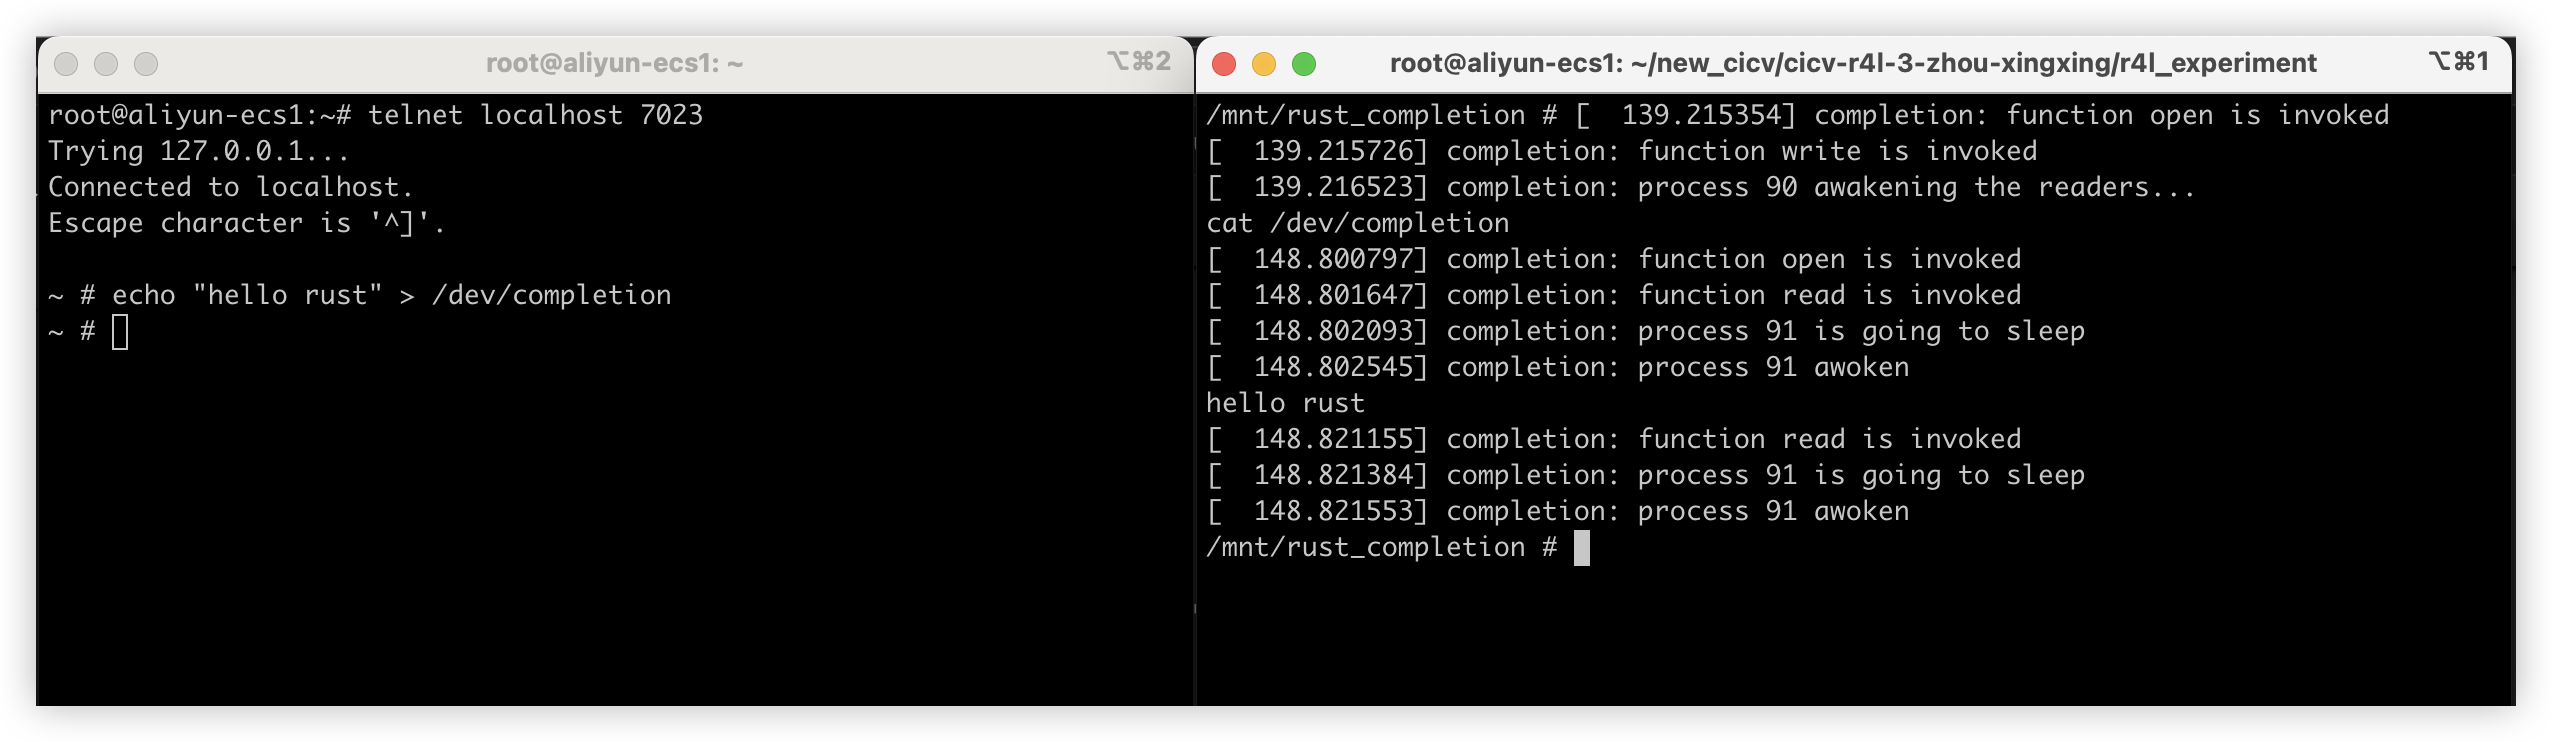 root@aliyun-ecs1: ~
⌥⌘2
root@aliyun-ecs1:~# telnet localhost 7023
Trying 127.0.0.1...
Connected to localhost.
Escape character is '^]'.
~ # echo "hello rust" > /dev/completion
~ #
root@aliyun-ecs1: ~/new_cicv/cicv-r4l-3-zhou-xingxing/r4l_experiment
⌥⌘1
/mnt/rust_completion # [  139.215354] completion: function open is invoked
[  139.215726] completion: function write is invoked
[  139.216523] completion: process 90 awakening the readers...
cat /dev/completion
[  148.800797] completion: function open is invoked
[  148.801647] completion: function read is invoked
[  148.802093] completion: process 91 is going to sleep
[  148.802545] completion: process 91 awoken
hello rust
[  148.821155] completion: function read is invoked
[  148.821384] completion: process 91 is going to sleep
[  148.821553] completion: process 91 awoken
/mnt/rust_completion #